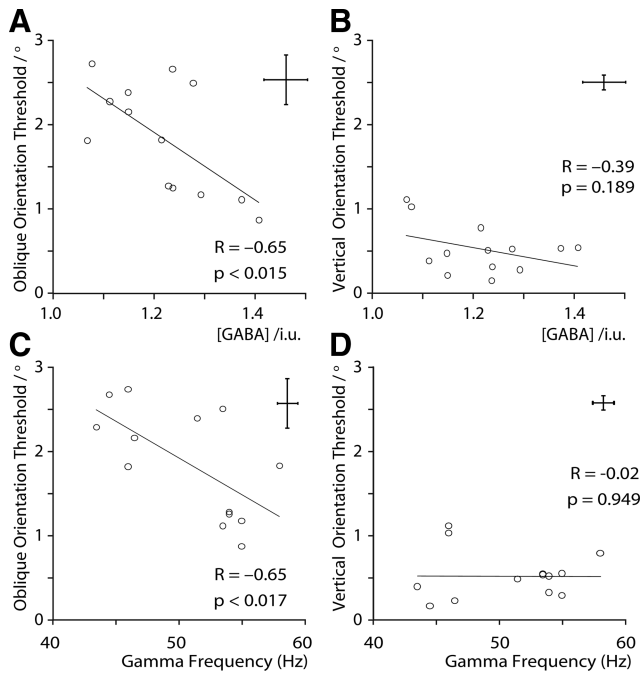 A
Oblique Orientation Threshold / °
3
2
1
0
R = –0.65
p < 0.015
1.0 1.2 1.4
[GABA] /i.u.
B
Vertical Orientation Threshold / °
3
2
1
0
R = –0.39
p = 0.189
1.0 1.2 1.4
[GABA] /i.u.
C
Oblique Orientation Threshold / °
3
2
1
0
R = –0.65
p < 0.017
40 50 60
Gamma Frequency (Hz)
D
Vertical Orientation Threshold / °
3
2
1
0
R = -0.02
p = 0.949
40 50 60
Gamma Frequency (Hz)